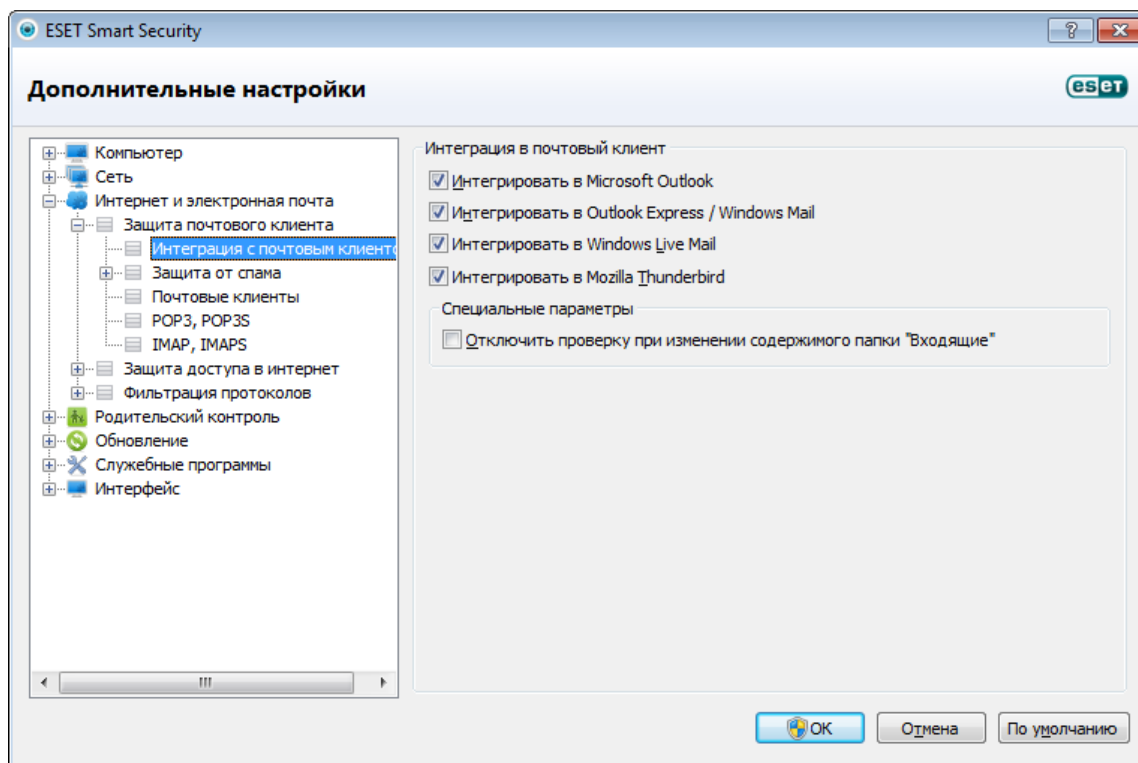 ESET Smart Security
Дополнительные настройки
eset
Компьютер
Сеть
Интернет и электронная почта
Защита почтового клиента
Интеграция с почтовым клиенто
Защита от спама
Почтовые клиенты
POP3, POP3S
IMAP, IMAPS
Защита доступа в интернет
Фильтрация протоколов
Родительский контроль
Обновление
Служебные программы
Интерфейс
Интеграция в почтовый клиент
Интегрировать в Microsoft Outlook
Интегрировать в Outlook Express / Windows Mail
Интегрировать в Windows Live Mail
Интегрировать в Mozilla Thunderbird
Специальные параметры
Отключить проверку при изменении содержимого папки "Входящие"
OK
Отмена
По умолчанию